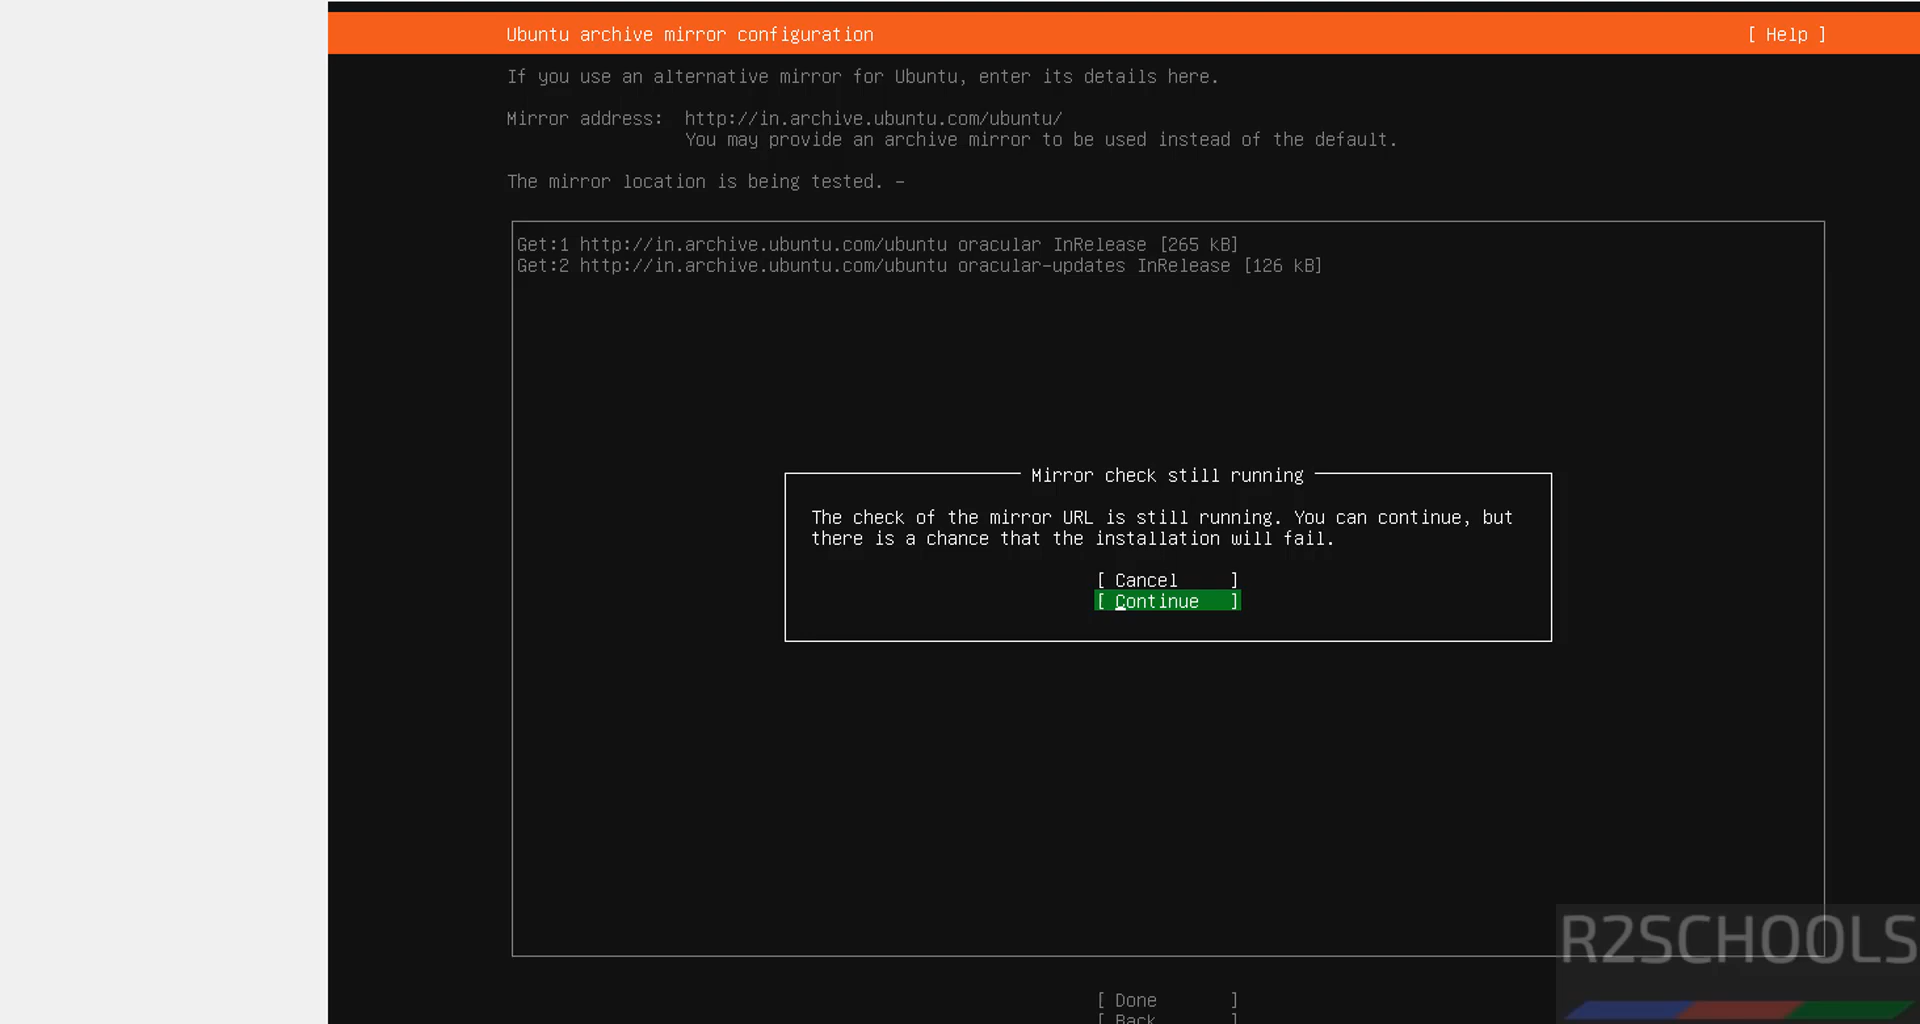 Ubuntu archive mirror configuration [ Help ]
If you use an alternative mirror for Ubuntu, enter its details here.
Mirror address: http://in.archive.ubuntu.com/ubuntu/
You may provide an archive mirror to be used instead of the default.
The mirror location is being tested. -
Get:1 http://in.archive.ubuntu.com/ubuntu oracular InRelease [265 kB]
Get:2 http://in.archive.ubuntu.com/ubuntu oracular-updates InRelease [126 kB]
Mirror check still running
The check of the mirror URL is still running. You can continue, but
there is a chance that the installation will fail.
[ Cancel ]
[ Continue ]
R2SCHOOLS
[ Done ]
[ Back ]